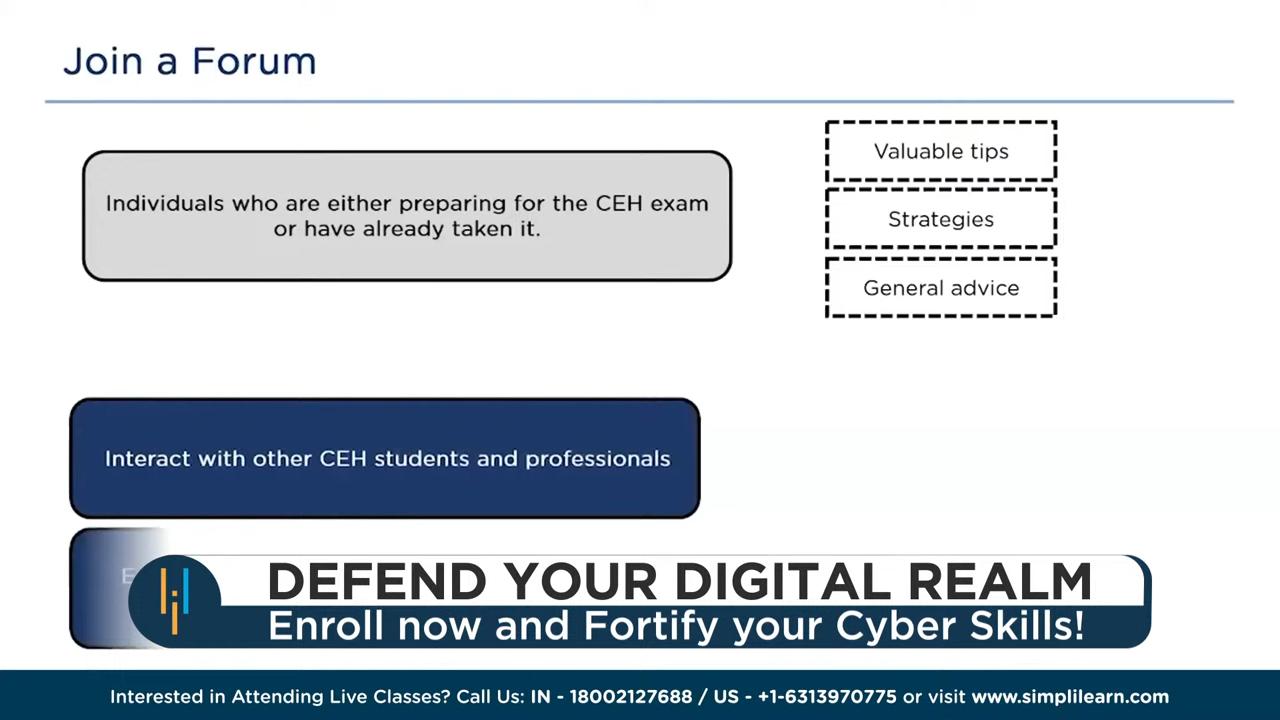 Join a Forum
Individuals who are either preparing for the CEH exam
or have already taken it.
Valuable tips
Strategies
General advice
Interact with other CEH students and professionals
DEFEND YOUR DIGITAL REALM
Enroll now and Fortify your Cyber Skills!
Interested in Attending Live Classes? Call Us: IN - 18002127688 / US - +1-6313970775 or visit www.simplilearn.com